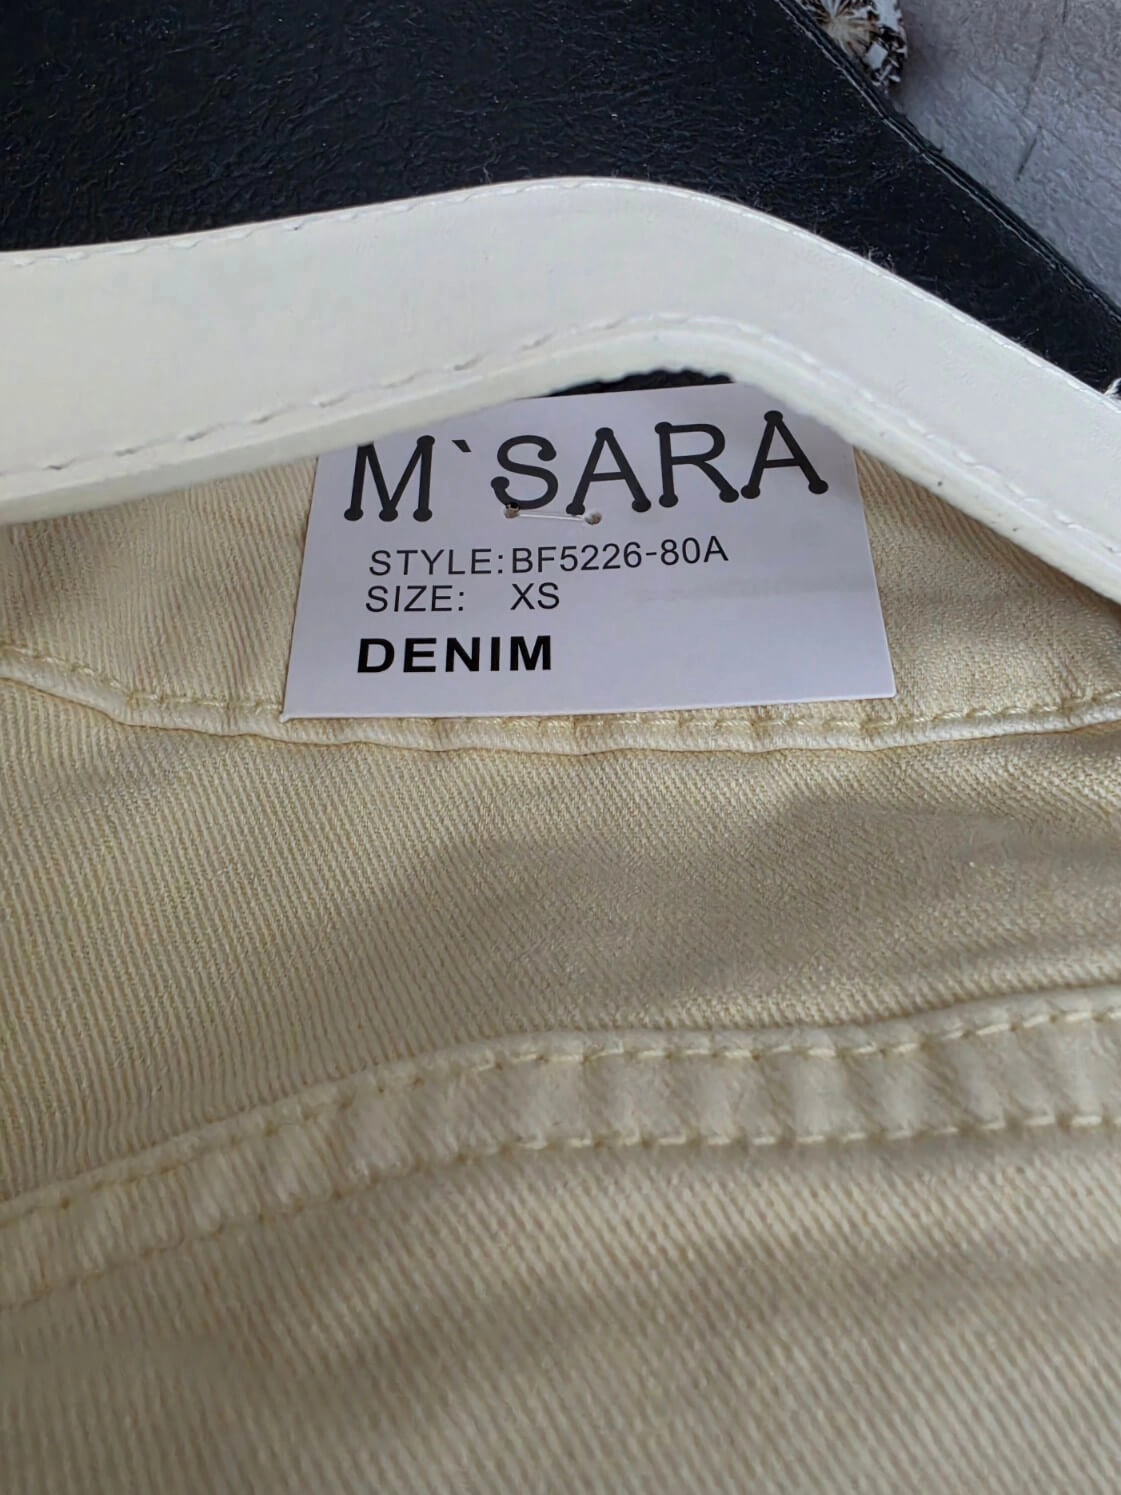 M`SARA
STYLE:BF5226-80A
SIZE: XS
DENIM